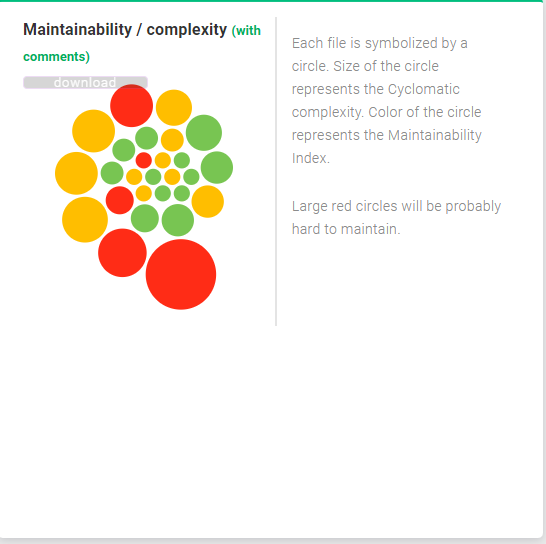 Maintainability / complexity (with
comments)
download
Each file is symbolized by a
circle. Size of the circle
represents the Cyclomatic
complexity. Color of the circle
represents the Maintainability
Index.
Large red circles will be probably
hard to maintain.